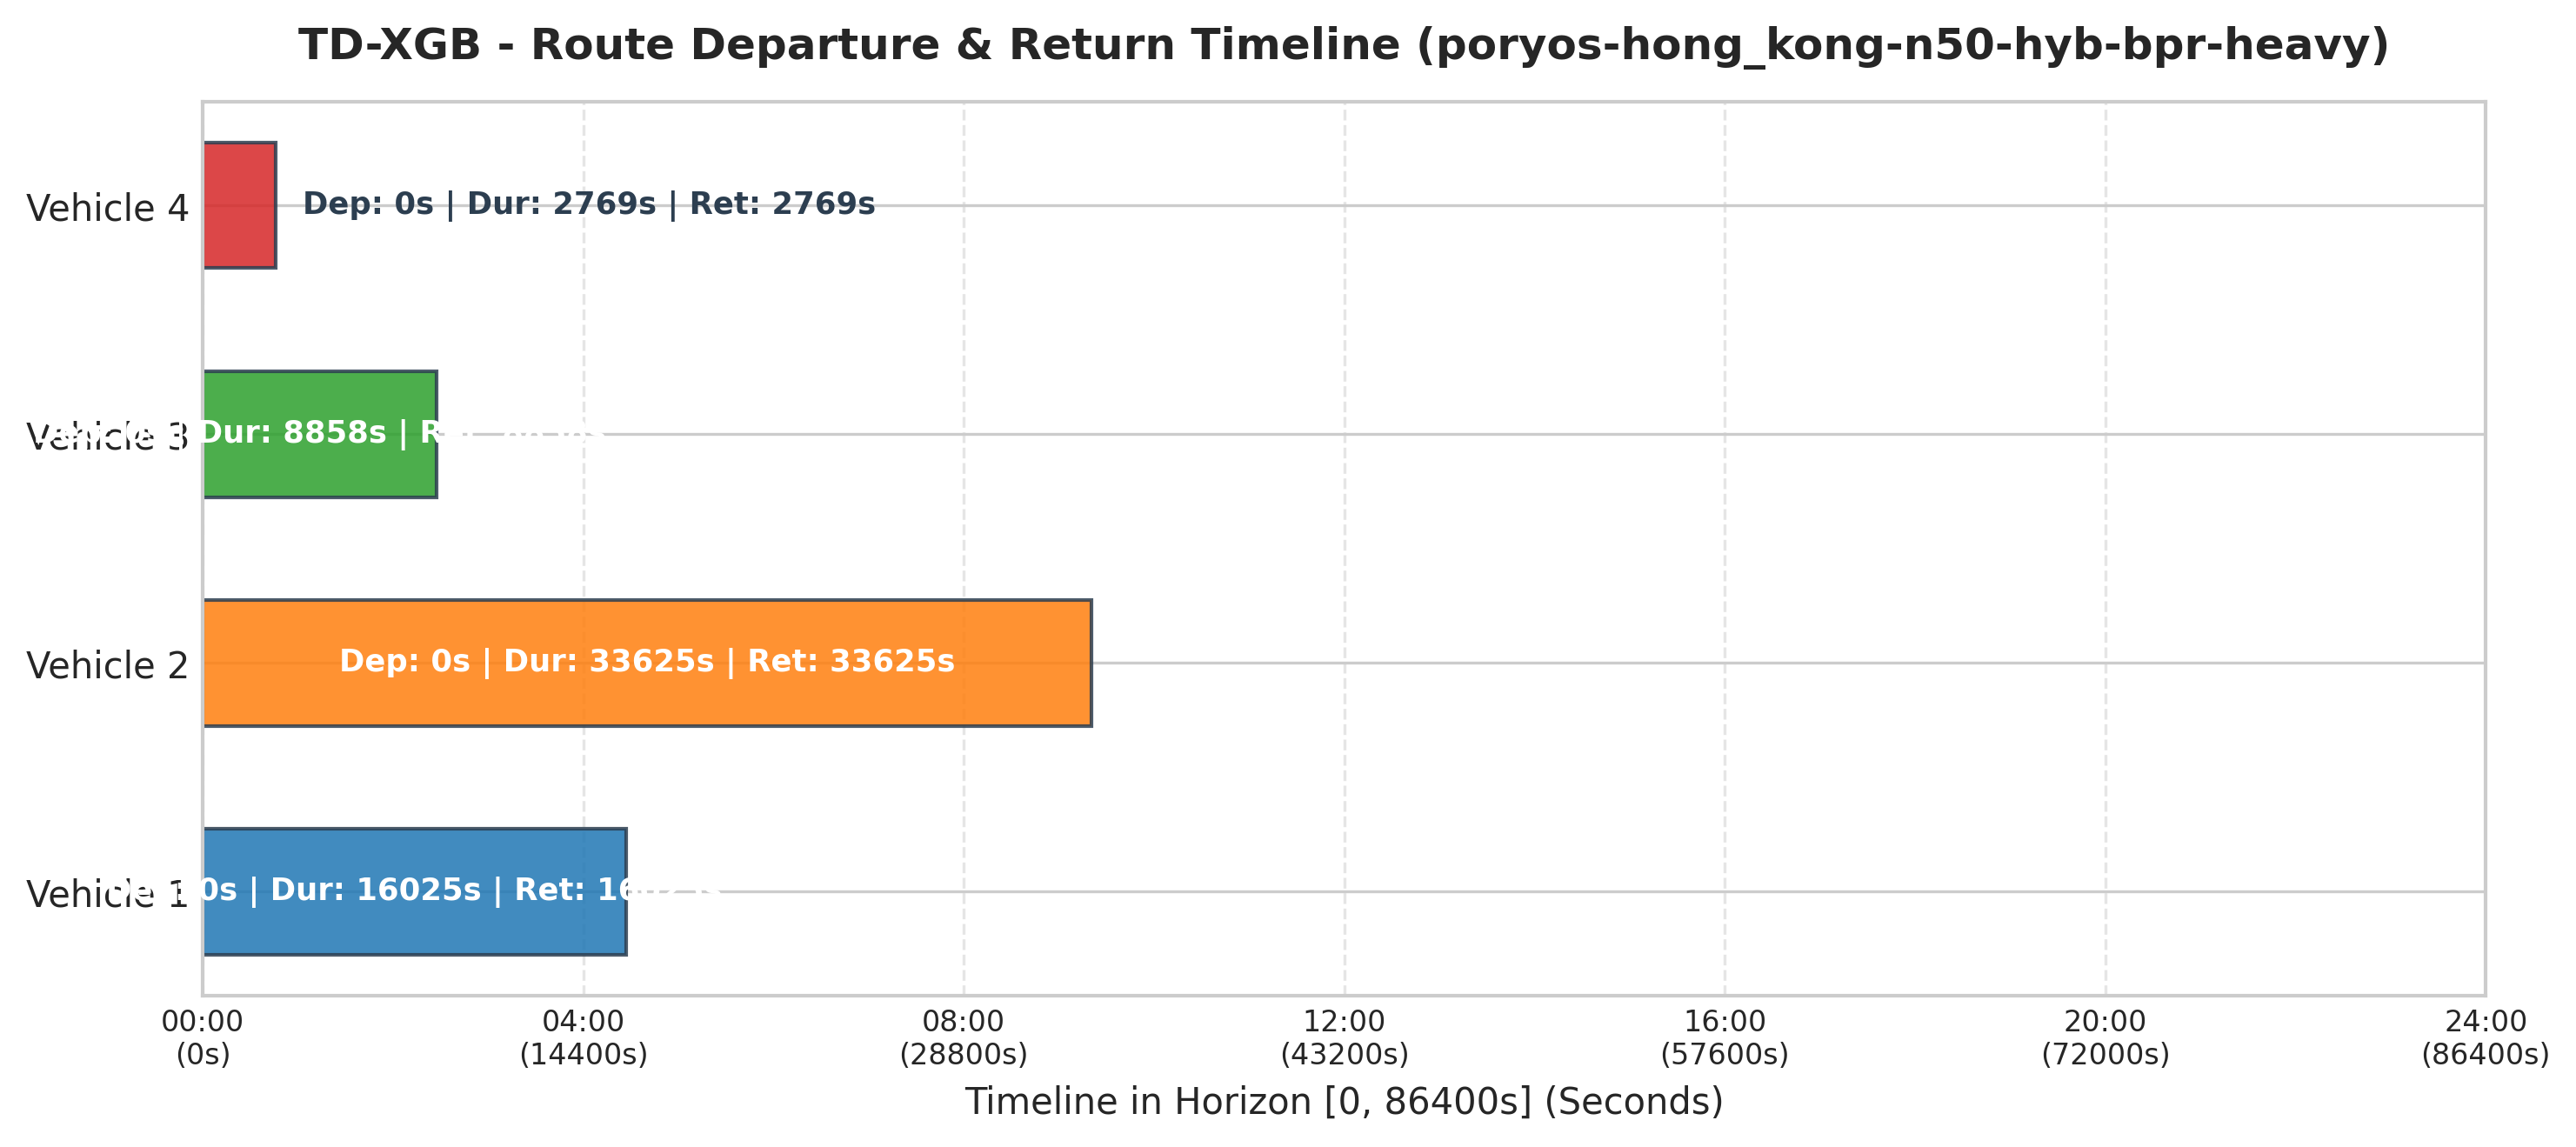 TD-XGB - Route Departure & Return Timeline (poryos-hong_kong-n50-hyb-bpr-heavy)
Vehicle 4
Dep: 0s | Dur: 2769s | Ret: 2769s
Vehicle 3
Dur: 8858s |
Vehicle 2
Dep: 0s | Dur: 33625s | Ret: 33625s
Vehicle 1
0s | Dur: 16025s | Ret:
00:00 04:00 08:00 12:00 16:00 20:00 24:00
(0s) (14400s) (28800s) (43200s) (57600s) (72000s) (86400s)
Timeline in Horizon [0, 86400s] (Seconds)